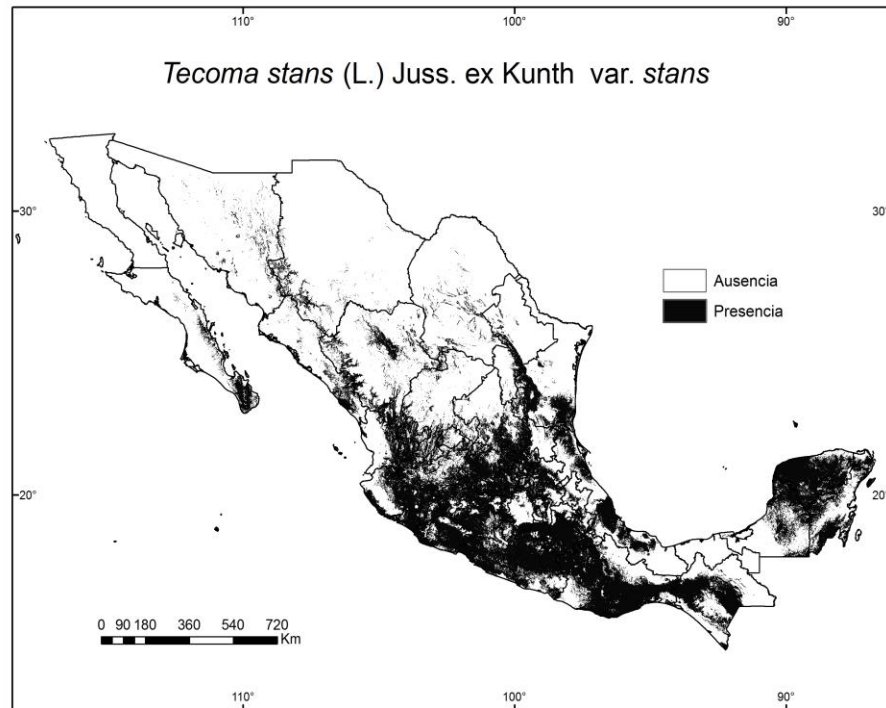 110° 100° 90°
Tecoma stans (L.) Juss. ex Kunth var. stans
30° 30°
Ausencia
Presencia
20° 20°
0 90 180 360 540 720
Km
110° 100° 90°